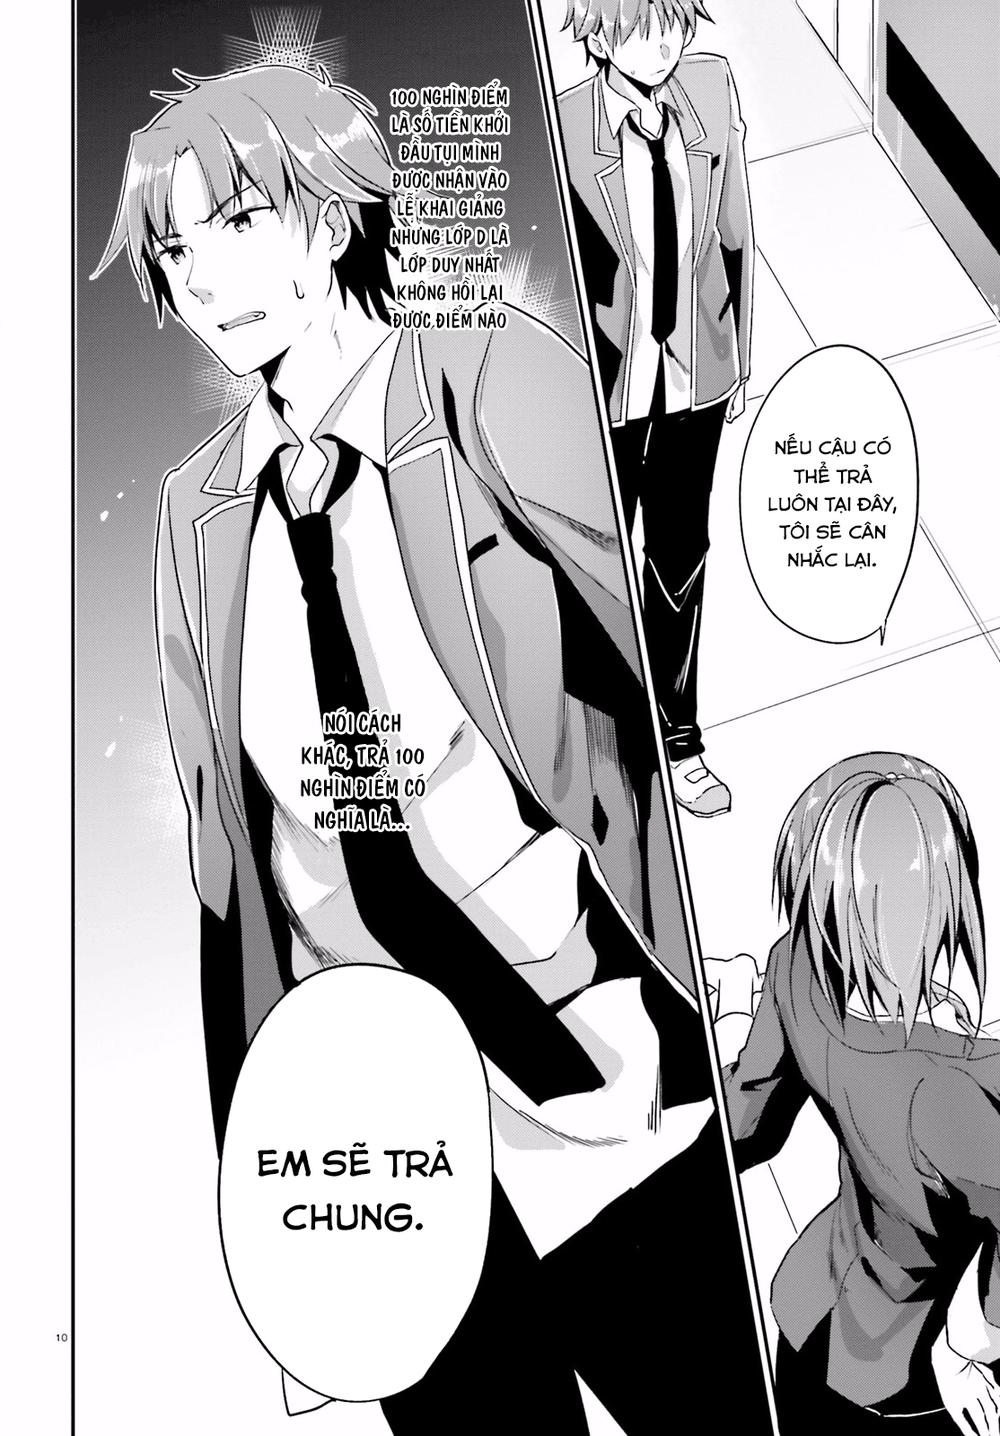 NẾU CẬU CÓ
THỂ TRẢ
LUÔN TẠI ĐÂY,
TÔI SẼ CÂN
NHẮC LẠI.
100 NGHÌN ĐIỂM
LÀ SỐ TIỀN KHỞI
ĐẦU TỤI MÌNH
ĐƯỢC NHẬN VÀO
LỄ KHAI GIẢNG
NHƯNG LỚP D LÀ
LỚP DUY NHẤT
KHÔNG HỒI LẠI
ĐƯỢC ĐIỂM NÀO
NÓI CÁCH
KHÁC, TRẢ 100
NGHÌN ĐIỂM CÓ
NGHĨA LÀ...
EM SẼ TRẢ
CHUNG.
10